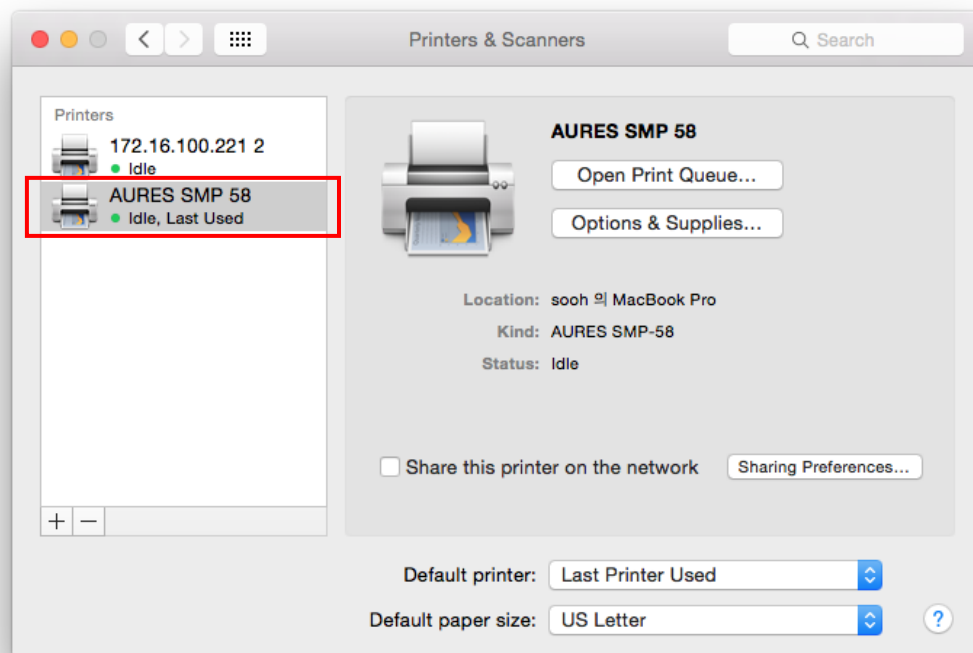 Printers & Scanners
Search
Printers
172.16.100.221 2
Idle
AURES SMP 58
Idle, Last Used
AURES SMP 58
Open Print Queue...
Options & Supplies...
Location: sooh 의 MacBook Pro
Kind: AURES SMP-58
Status: Idle
Share this printer on the network
Sharing Preferences...
Default printer: Last Printer Used
Default paper size: US Letter
?